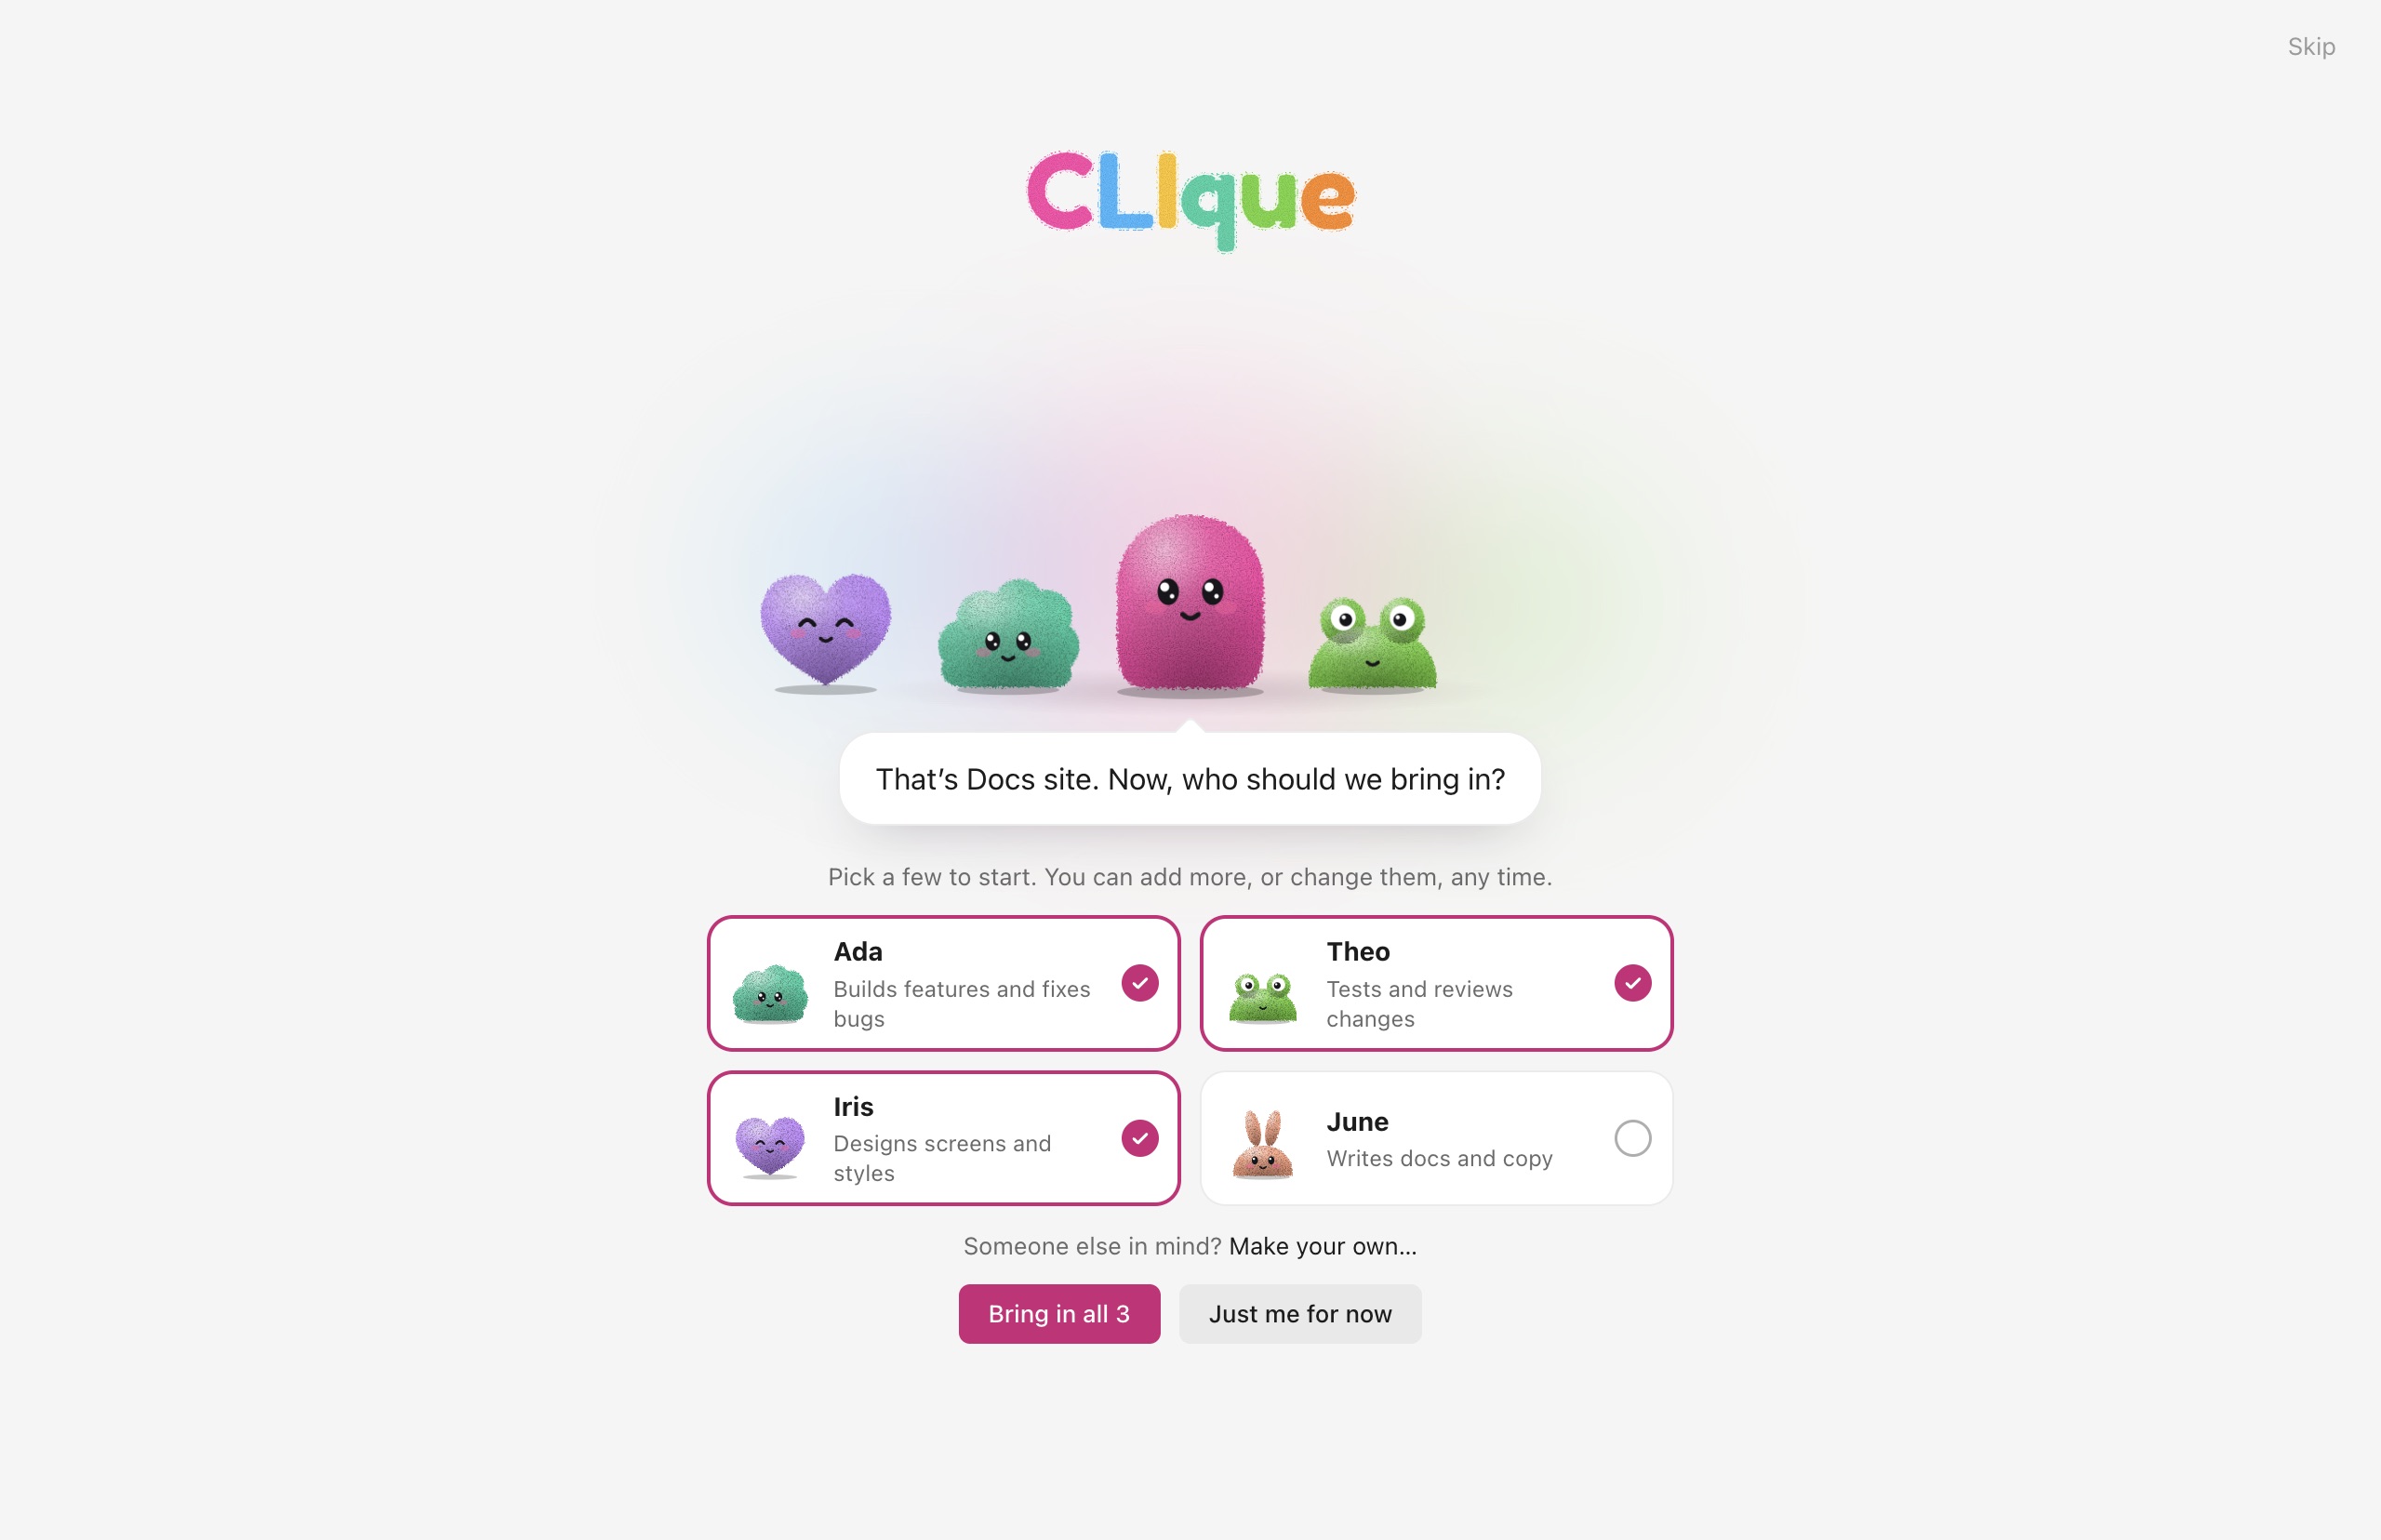 Skip
CLIque
That’s Docs site. Now, who should we bring in?
Pick a few to start. You can add more, or change them, any time.
Ada
Builds features and fixes
bugs
Theo
Tests and reviews
changes
Iris
Designs screens and
styles
June
Writes docs and copy
Someone else in mind? Make your own...
Bring in all 3
Just me for now